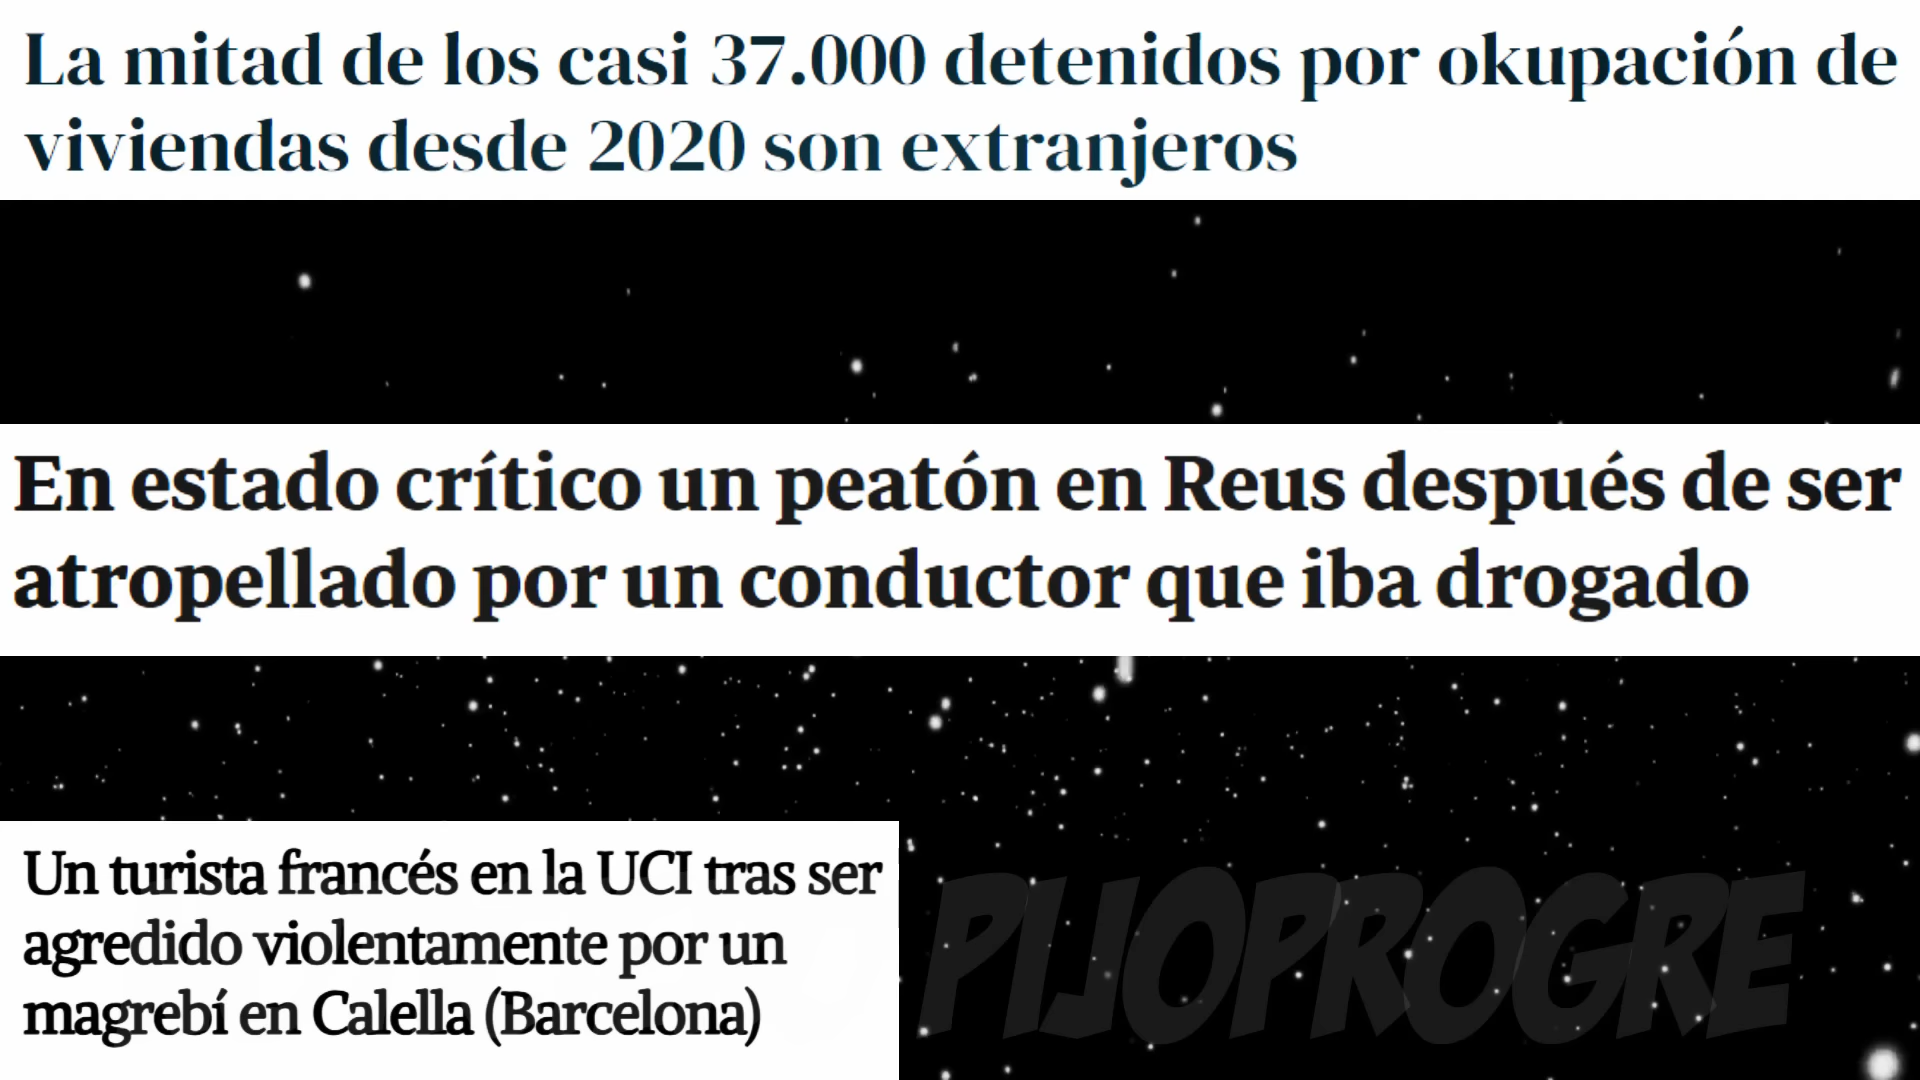 La mitad de los casi 37.000 detenidos por okupación de
viviendas desde 2020 son extranjeros
En estado crítico un peatón en Reus después de ser
atropellado por un conductor que iba drogado
Un turista francés en la UCI tras ser
agredido violentamente por un
magrebí en Calella (Barcelona)
PIJOPROGRE